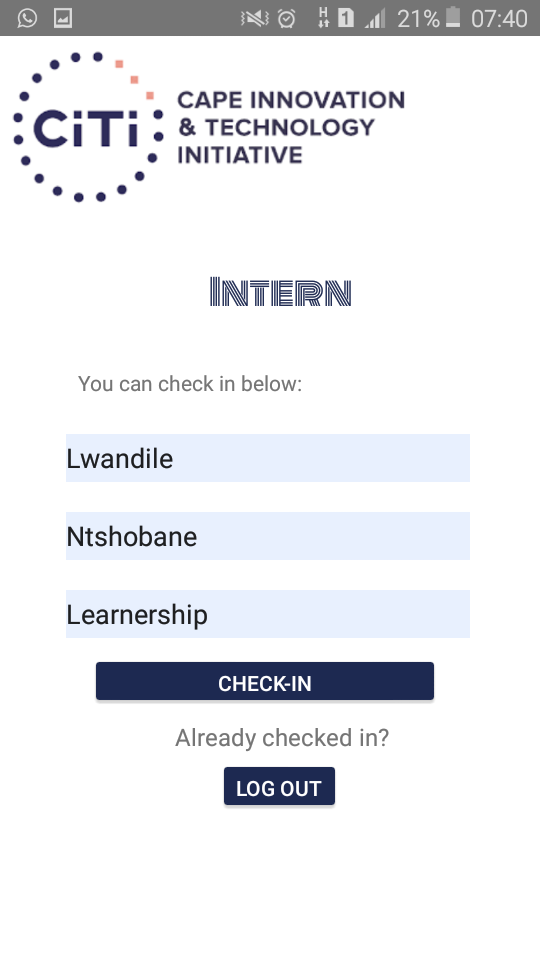 H 1 21% 07:40
CiTi
CAPE INNOVATION
& TECHNOLOGY
INITIATIVE
INTERN
You can check in below:
Lwandile
Ntshobane
Learnership
CHECK-IN
Already checked in?
LOG OUT